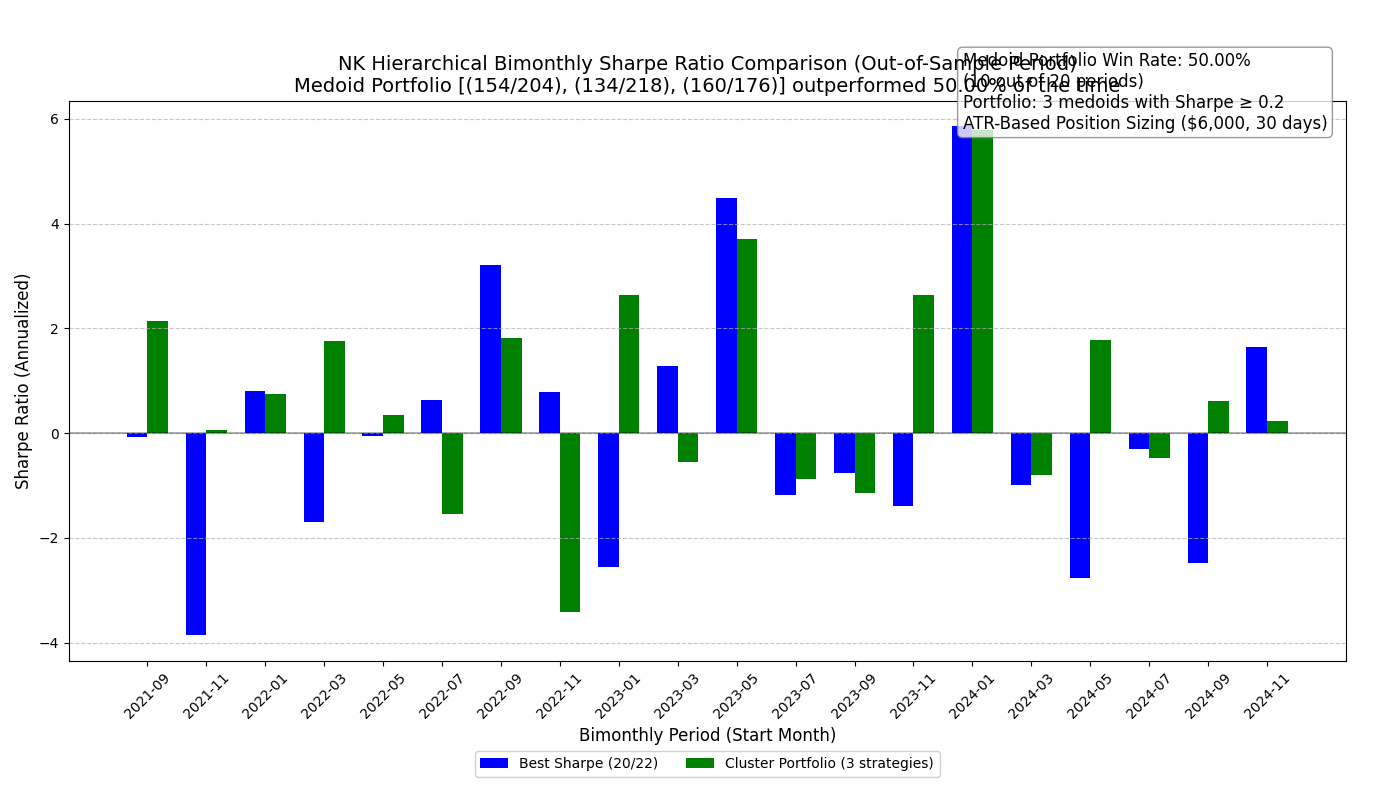 NK Hierarchical Bimonthly Sharpe Ratio Comparison (Out-of-Sample Period)
Medoid Portfolio [(154/204), (134/218), (160/176)] outperformed 50.00% of the time
Medoid Portfolio Win Rate: 50.00%
(10 out of 20 periods)
Portfolio: 3 medoids with Sharpe ≥ 0.2
ATR-Based Position Sizing ($6,000, 30 days)
Sharpe Ratio (Annualized)
6
4
2
0
−2
−4
2021-09
2021-11
2022-01
2022-03
2022-05
2022-07
2022-09
2022-11
2023-01
2023-03
2023-05
2023-07
2023-09
2023-11
2024-01
2024-03
2024-05
2024-07
2024-09
2024-11
Bimonthly Period (Start Month)
Best Sharpe (20/22)
Cluster Portfolio (3 strategies)